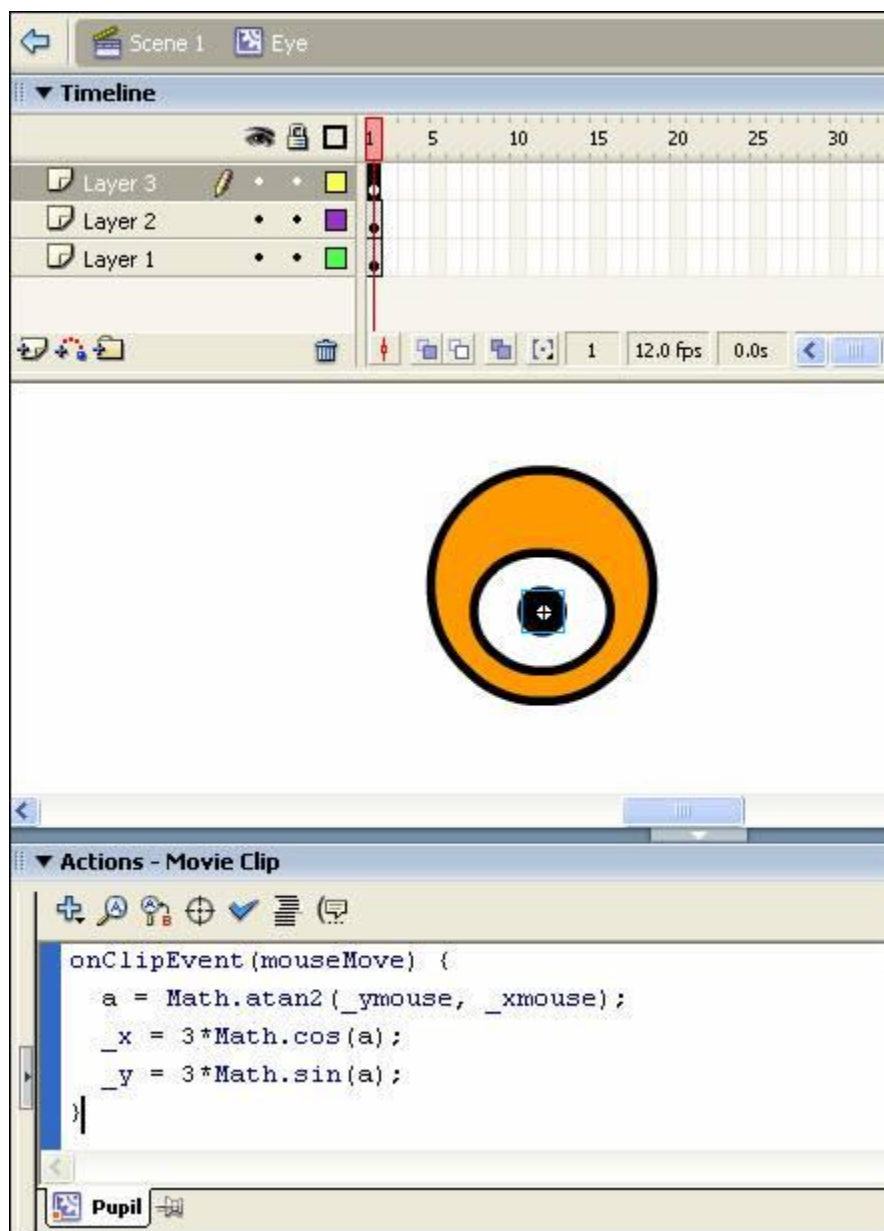 Scene 1 Eye
Timeline
1 5 10 15 20 25 30
Layer 3
Layer 2
Layer 1
1 12.0 fps 0.0s
Actions - Movie Clip
onClipEvent(mouseMove) {
a = Math.atan2(_ymouse, _xmouse);
_x = 3*Math.cos(a);
_y = 3*Math.sin(a);
}
Pupil